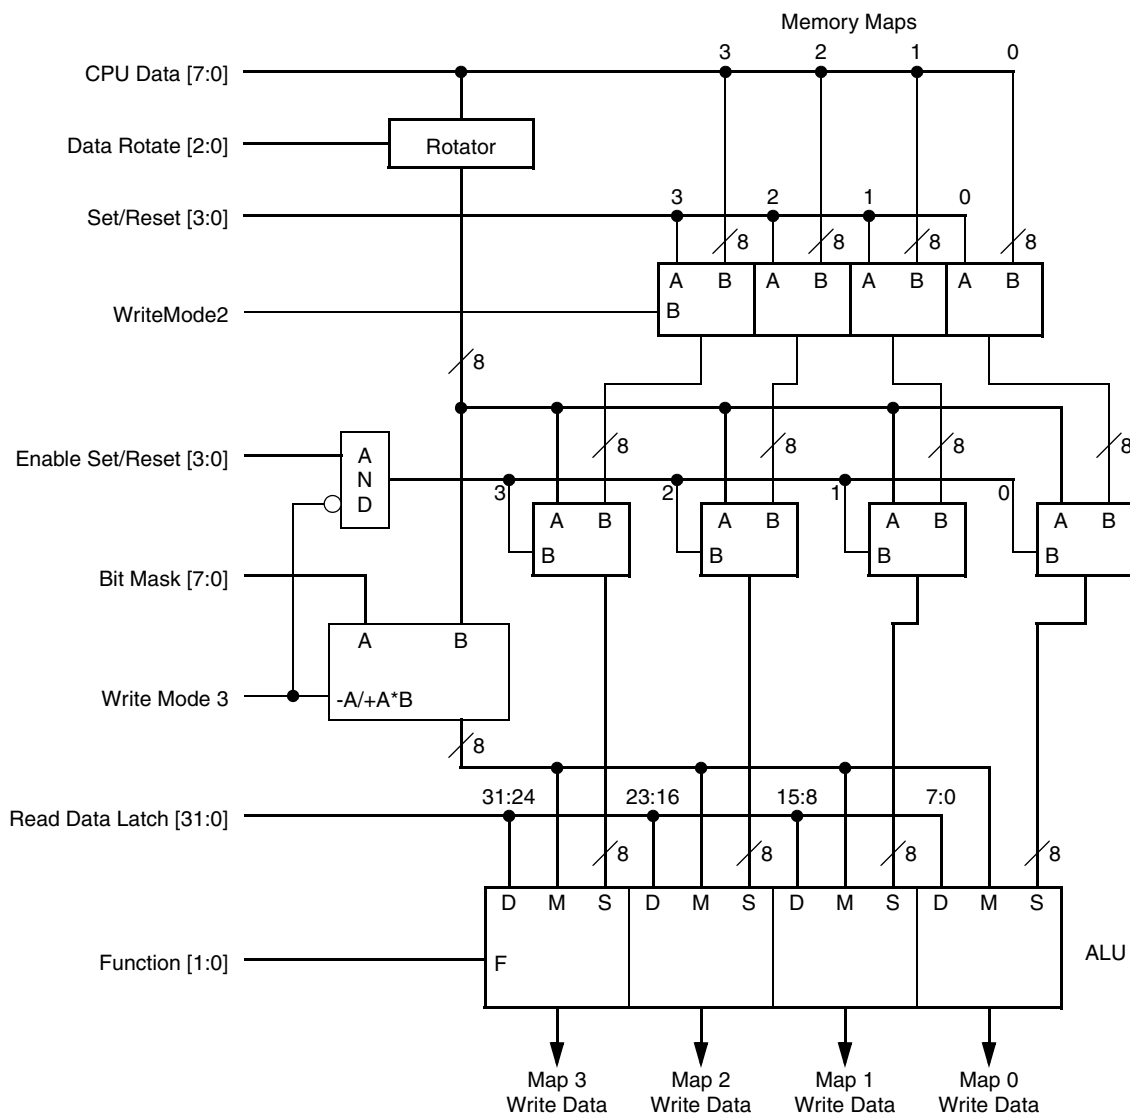 Memory Maps
3 2 1 0
CPU Data [7:0]
Data Rotate [2:0]
Rotator
3 2 1 0
Set/Reset [3:0]
8 8 8 8
A B A B A B A B
B
WriteMode2
8
8 8 8 8
Enable Set/Reset [3:0]
A
N
D
3 2 1 0
A B A B A B A B
B B B B
Bit Mask [7:0]
A B
Write Mode 3
-A/+A*B
8
31:24 23:16 15:8 7:0
Read Data Latch [31:0]
8 8 8 8
D M S D M S D M S D M S
ALU
Function [1:0]
F
Map 3 Map 2 Map 1 Map 0
Write Data Write Data Write Data Write Data